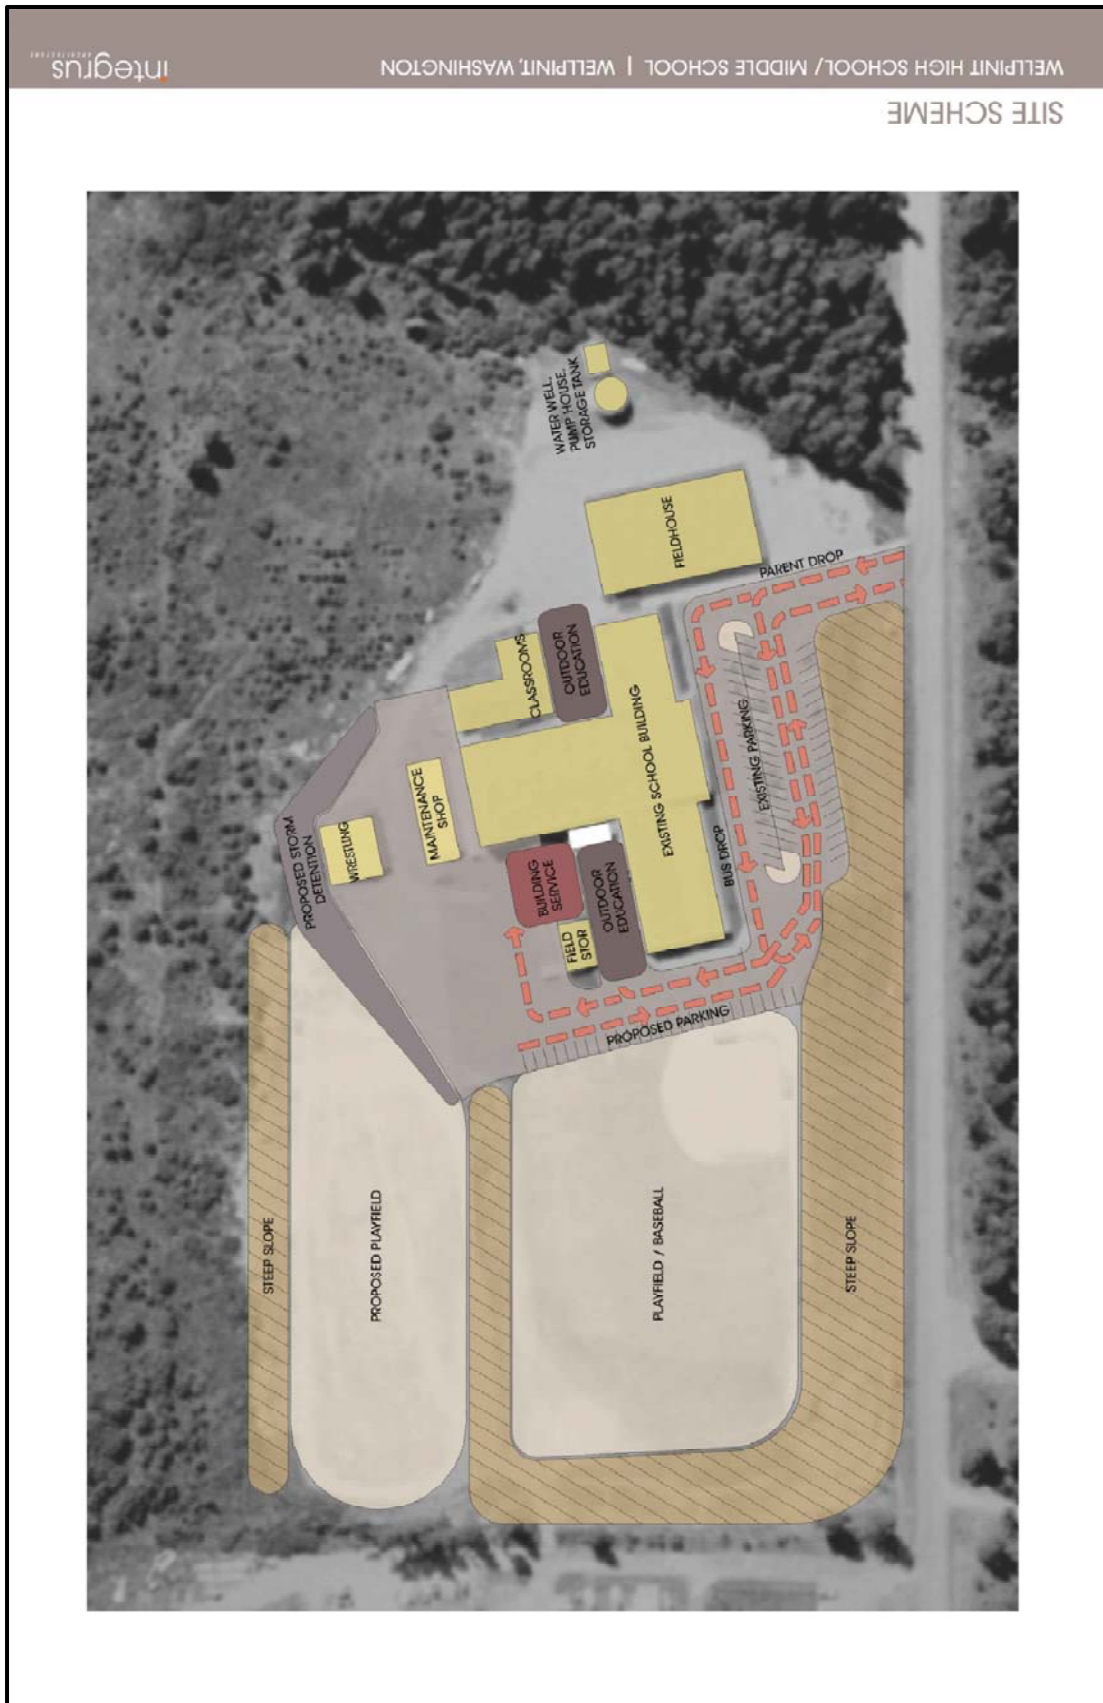 WELLPINIT HIGH SCHOOL/ MIDDLE SCHOOL | WELLPINIT, WASHINGTON
integrus
ARCHITECTURE
SITE SCHEME
WATER WELL,
PUMP HOUSE,
STORAGE TANK
FIELDHOUSE
PARENT DROP
CLASSROOMS
OUTDOOR
EDUCATION
EXISTING SCHOOL BUILDING
EXISTING PARKING
MAINTENANCE
SHOP
WRESTLING
PROPOSED STORM
DETENTION
BUILDING
SERVICE
OUTDOOR
EDUCATION
FIELD
STOR
BUS DROP
PROPOSED PARKING
STEEP SLOPE
PROPOSED PLAYFIELD
PLAYFIELD / BASEBALL
STEEP SLOPE